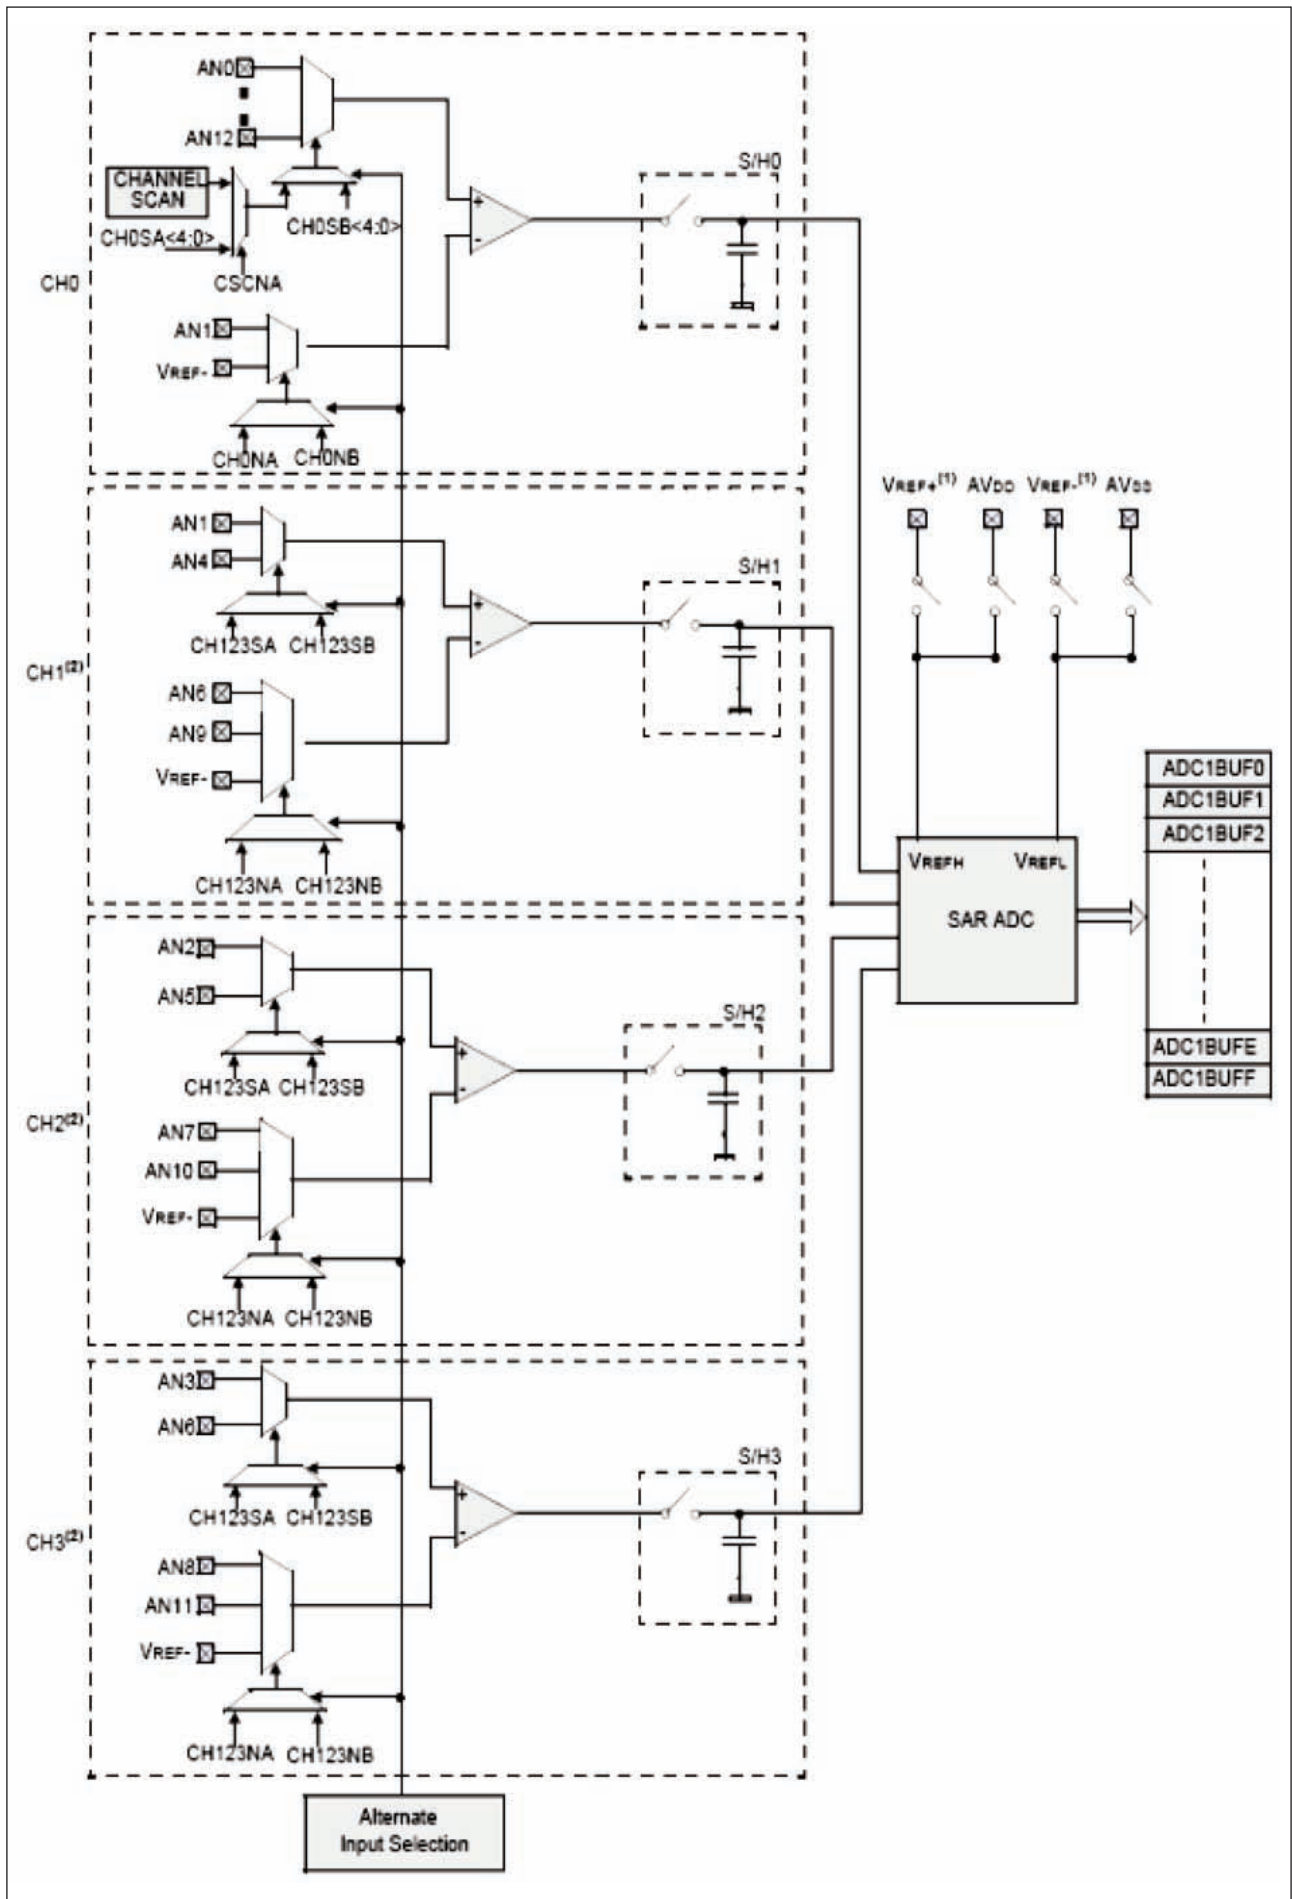 AN0
AN12
CHANNEL
SCAN
CH0SA<4:0>
CH0SB<4:0>
CSCNA
S/H0
+
-
CH0
AN1
VREF-
CH0NA CH0NB
AN1
AN4
CH123SA CH123SB
S/H1
+
-
CH1(2)
AN6
AN9
VREF-
CH123NA CH123NB
VREF+(1) AVDD VREF-(1) AVSS
VREFH VREFL
SAR ADC
ADC1BUF0
ADC1BUF1
ADC1BUF2
ADC1BUFE
ADC1BUFF
AN2
AN5
CH123SA CH123SB
S/H2
+
-
CH2(2)
AN7
AN10
VREF-
CH123NA CH123NB
AN3
AN6
CH123SA CH123SB
S/H3
+
-
CH3(2)
AN8
AN11
VREF-
CH123NA CH123NB
Alternate
Input Selection